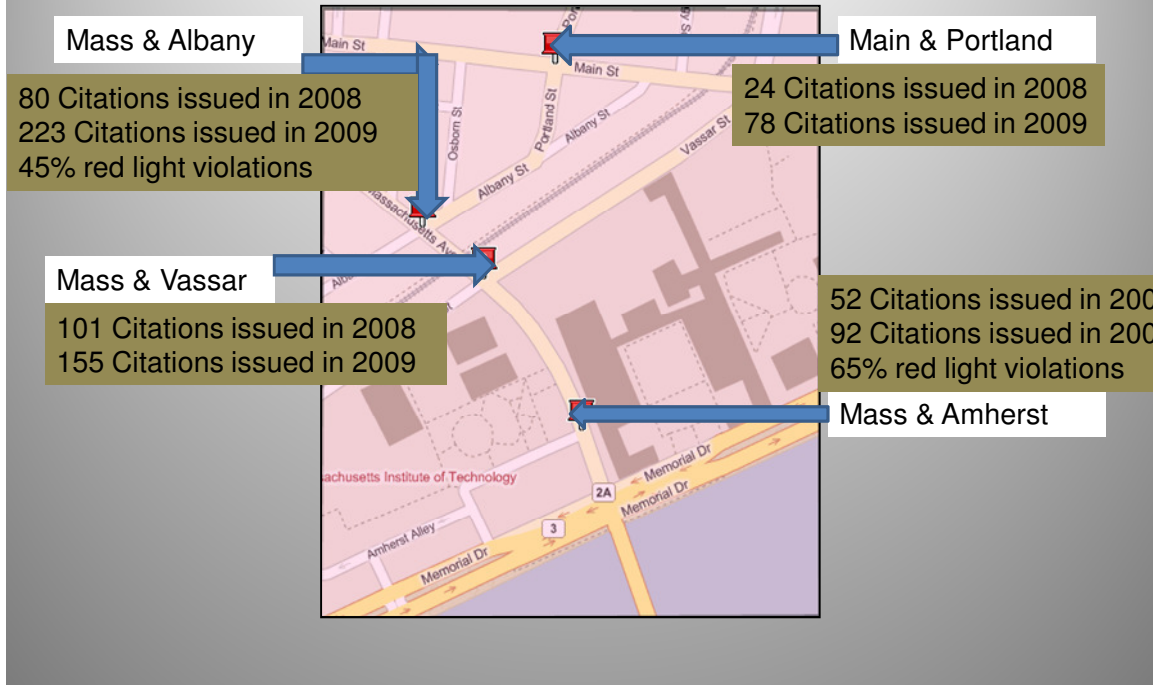 Mass & Albany
80 Citations issued in 2008
223 Citations issued in 2009
45% red light violations
Main & Portland
24 Citations issued in 2008
78 Citations issued in 2009
Mass & Vassar
101 Citations issued in 2008
155 Citations issued in 2009
52 Citations issued in 200
92 Citations issued in 200
65% red light violations
Mass & Amherst
Main St
Main St
Portland St
Osborn St
Albany St
Albany St
Vassar St
Massachusetts Ave
achusetts Institute of Technology
Memorial Dr
Memorial Dr
2A
3
Amherst Alley
Memorial Dr